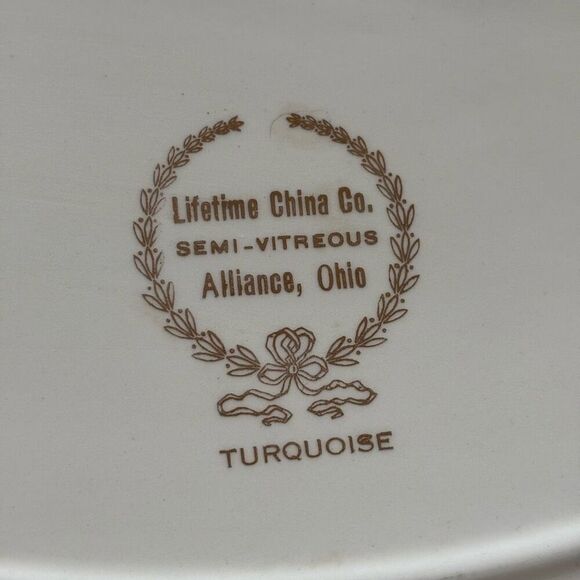 Lifetime China Co.
SEMI-VITREOUS
Alliance, Ohio
TURQUOISE